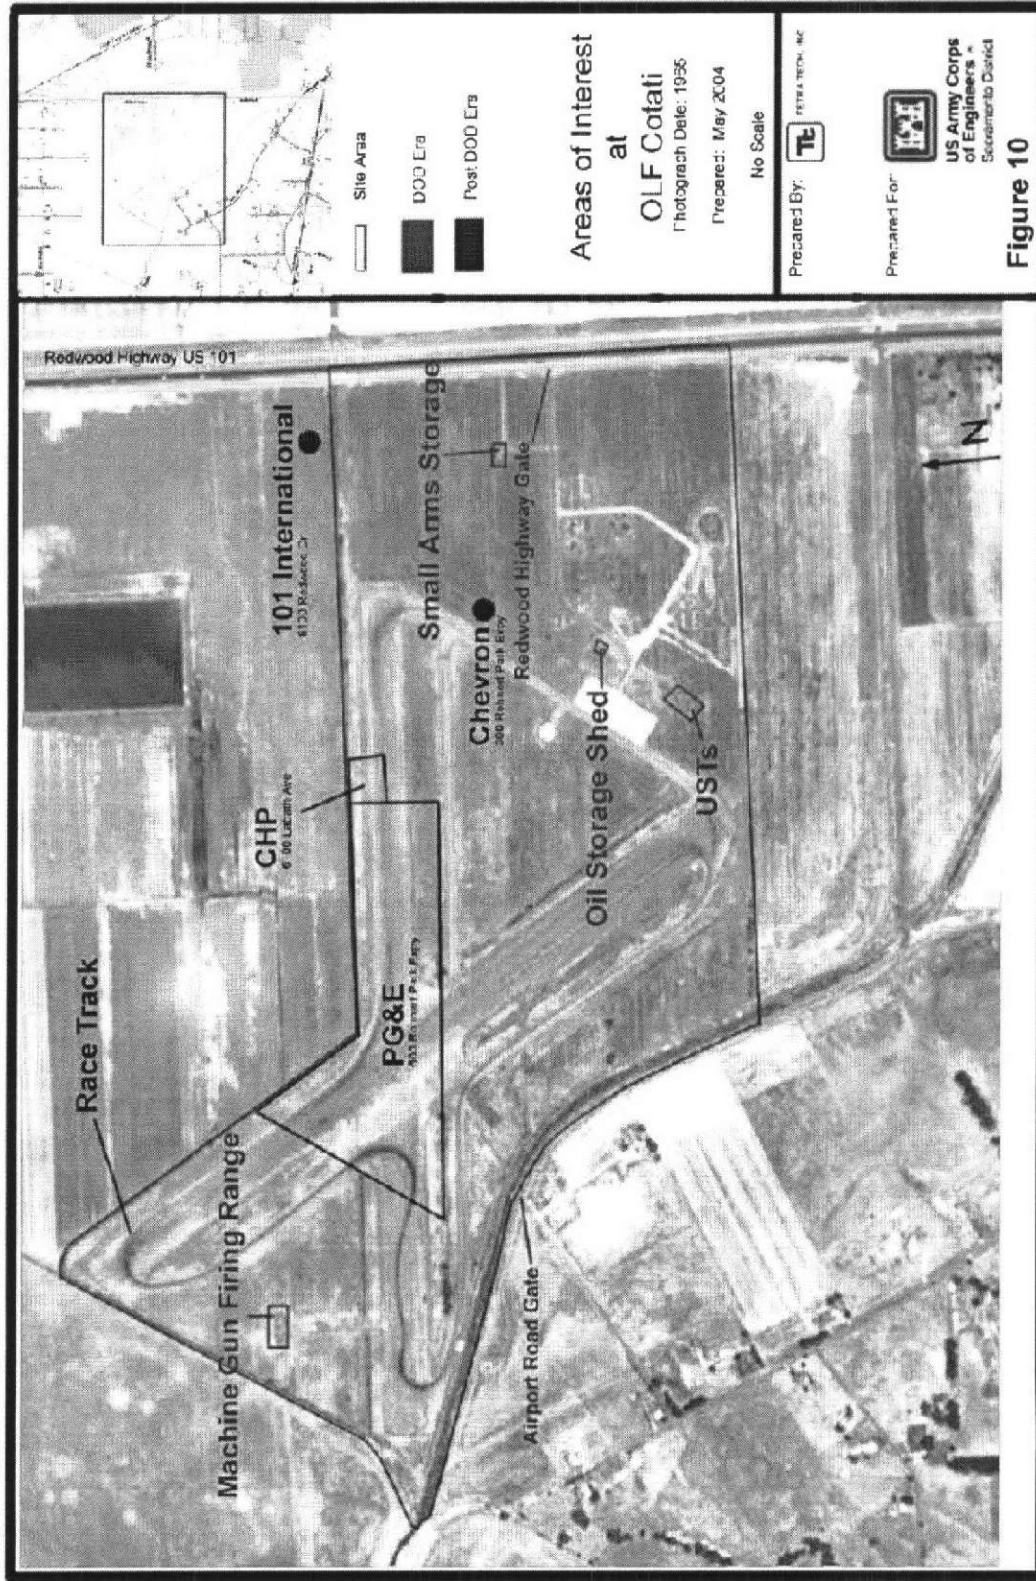 Redwood Highway US 101
101 International
Race Track
CHP
Small Arms Storage
Machine Gun Firing Range
PG&E
Chevron
Redwood Highway Gate
Oil Storage Shed
USTs
Airport Road Gate
N
Site Area
DOD Era
Post DOD Era
Areas of Interest
at
OLF Cotati
Photograph Date:
Prepared: May 2004
No Scale
Prepared By:
TETRA TECH, INC
Prepared For
US Army Corps
of Engineers
Sacramento District
Figure 10